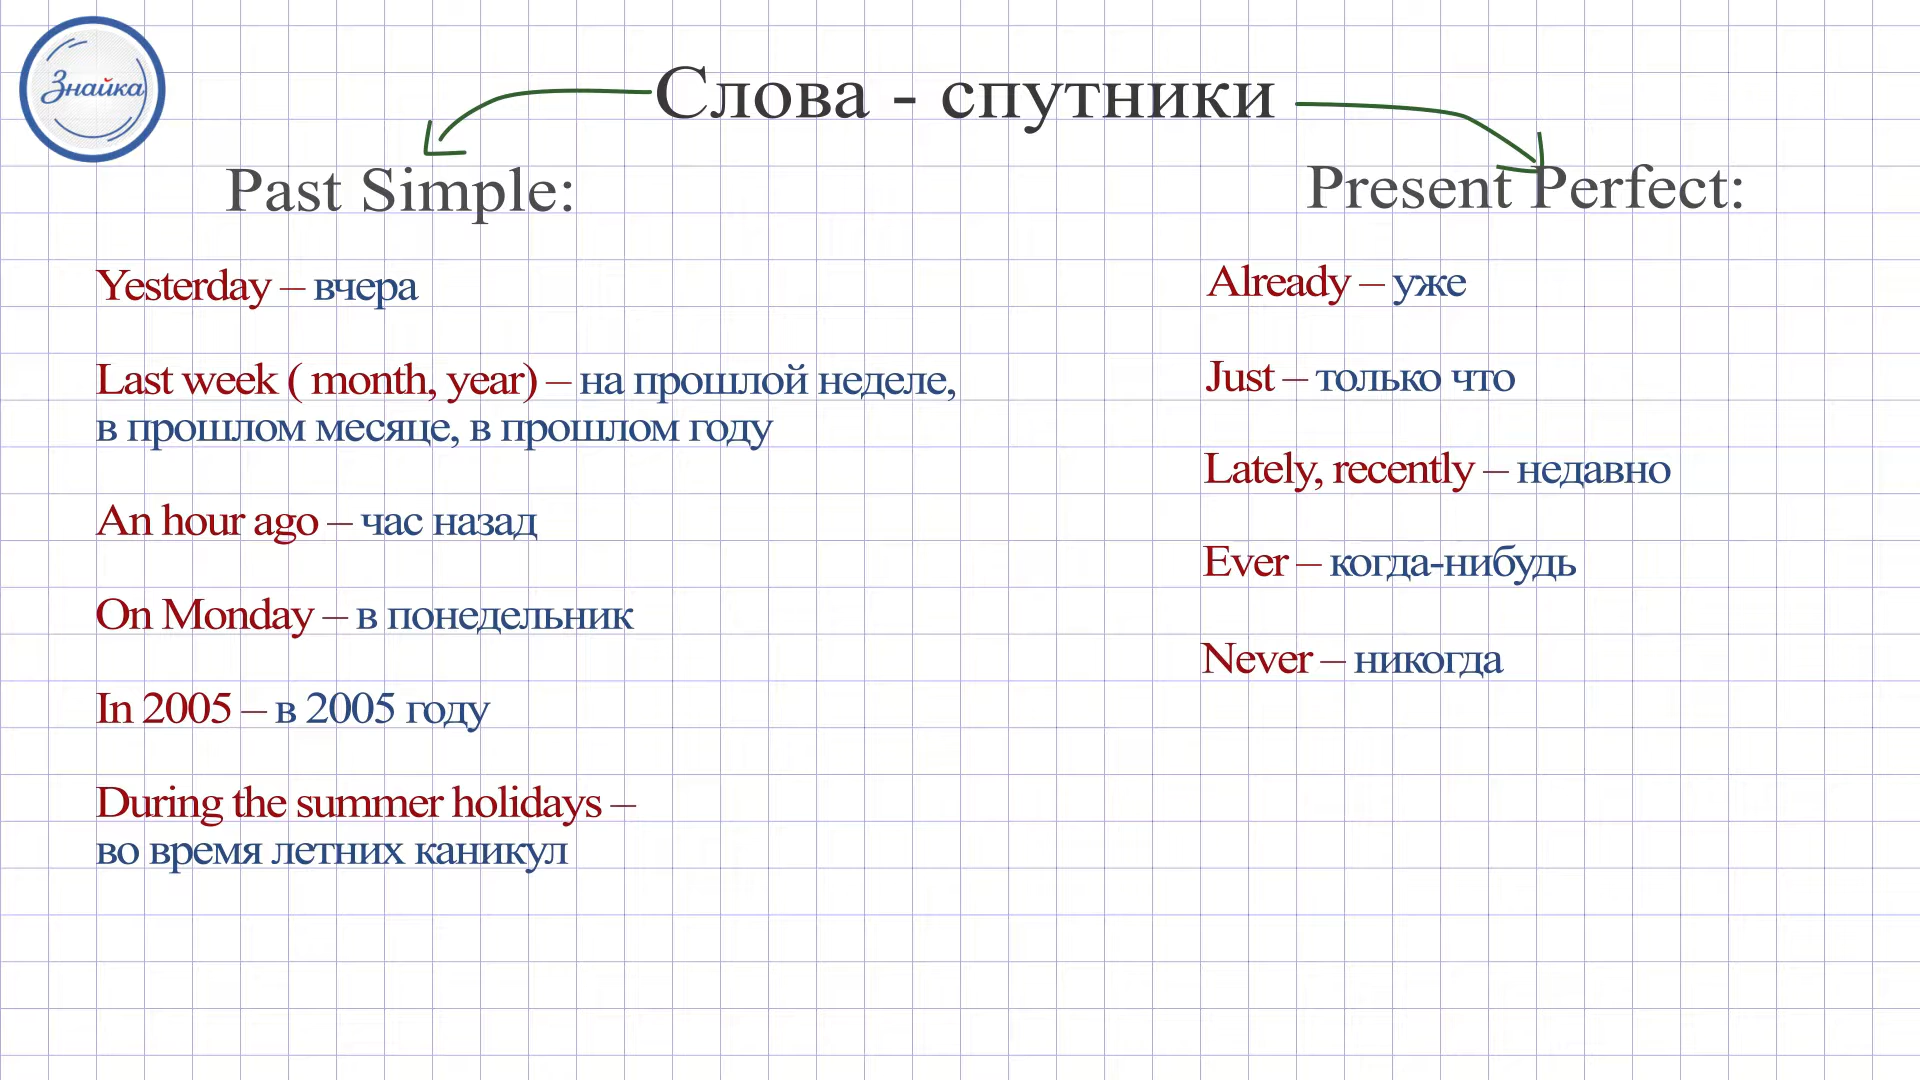 Знайка
Слова - спутники
Past Simple:
Yesterday – вчера
Last week ( month, year) – на прошлой неделе,
в прошлом месяце, в прошлом году
An hour ago – час назад
On Monday – в понедельник
In 2005 – в 2005 году
During the summer holidays –
во время летних каникул
Present Perfect:
Already – уже
Just – только что
Lately, recently – недавно
Ever – когда-нибудь
Never – никогда